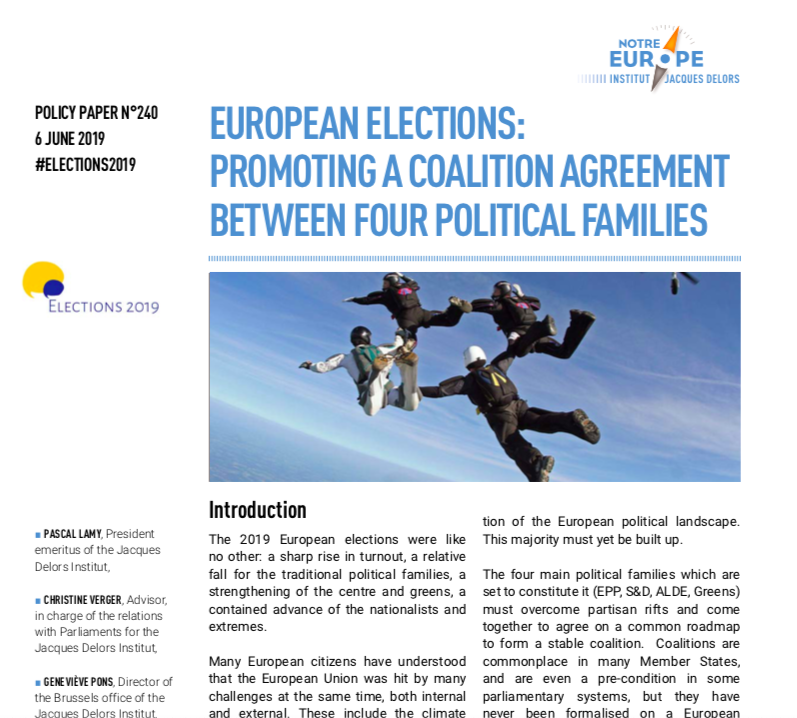 NOTRE
EUROPE
INSTITUT JACQUES DELORS
POLICY PAPER N°240
6 JUNE 2019
#ELECTIONS2019
EUROPEAN ELECTIONS:
PROMOTING A COALITION AGREEMENT
BETWEEN FOUR POLITICAL FAMILIES
ELECTIONS 2019
■ PASCAL LAMY, President
emeritus of the Jacques
Delors Institut,
■ CHRISTINE VERGER, Advisor,
in charge of the relations
with Parliaments for the
Jacques Delors Institut,
■ GENEVIÈVE PONS, Director of
the Brussels office of the
Jacques Delors Institut.
Introduction
The 2019 European elections were like
no other: a sharp rise in turnout, a relative
fall for the traditional political families, a
strengthening of the centre and greens, a
contained advance of the nationalists and
extremes.
Many European citizens have understood
that the European Union was hit by many
challenges at the same time, both internal
and external. These include the climate
tion of the European political landscape.
This majority must yet be built up.
The four main political families which are
set to constitute it (EPP, S&D, ALDE, Greens)
must overcome partisan rifts and come
together to agree on a common roadmap
to form a stable coalition. Coalitions are
commonplace in many Member States,
and are even a pre-condition in some
parliamentary systems, but they have
never been formalised on a European